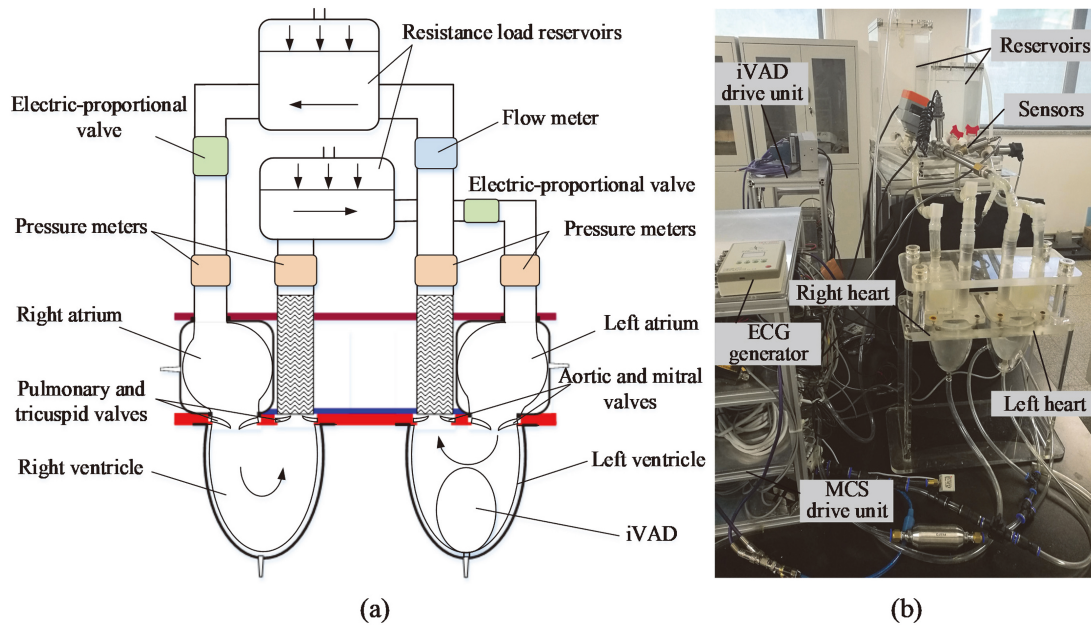 Resistance load reservoirs
Electric-proportional
valve
Flow meter
Electric-proportional valve
Pressure meters
Pressure meters
Right atrium
Left atrium
Pulmonary and
tricuspid valves
Aortic and mitral
valves
Right ventricle
Left ventricle
iVAD
(a)
iVAD
drive unit
Reservoirs
Sensors
Right heart
ECG
generator
Left heart
MCS
drive unit
(b)